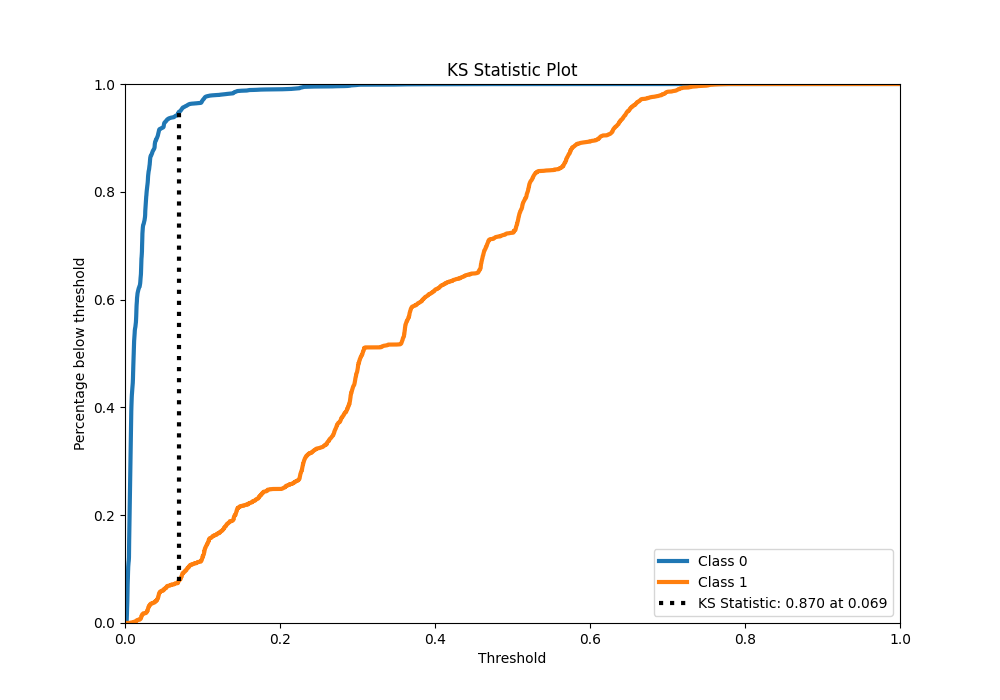 KS Statistic Plot
Percentage below threshold
1.0
0.8
0.6
0.4
0.2
0.0
0.0 0.2 0.4 0.6 0.8 1.0
Threshold
Class 0
Class 1
KS Statistic: 0.870 at 0.069